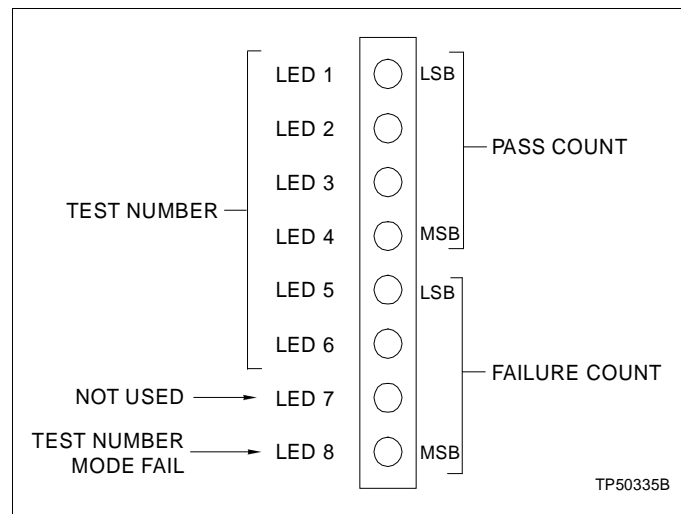 LED 1
LSB
LED 2
PASS COUNT
LED 3
TEST NUMBER
LED 4
MSB
LED 5
LSB
LED 6
FAILURE COUNT
NOT USED
LED 7
TEST NUMBER
MODE FAIL
LED 8
MSB
TP50335B